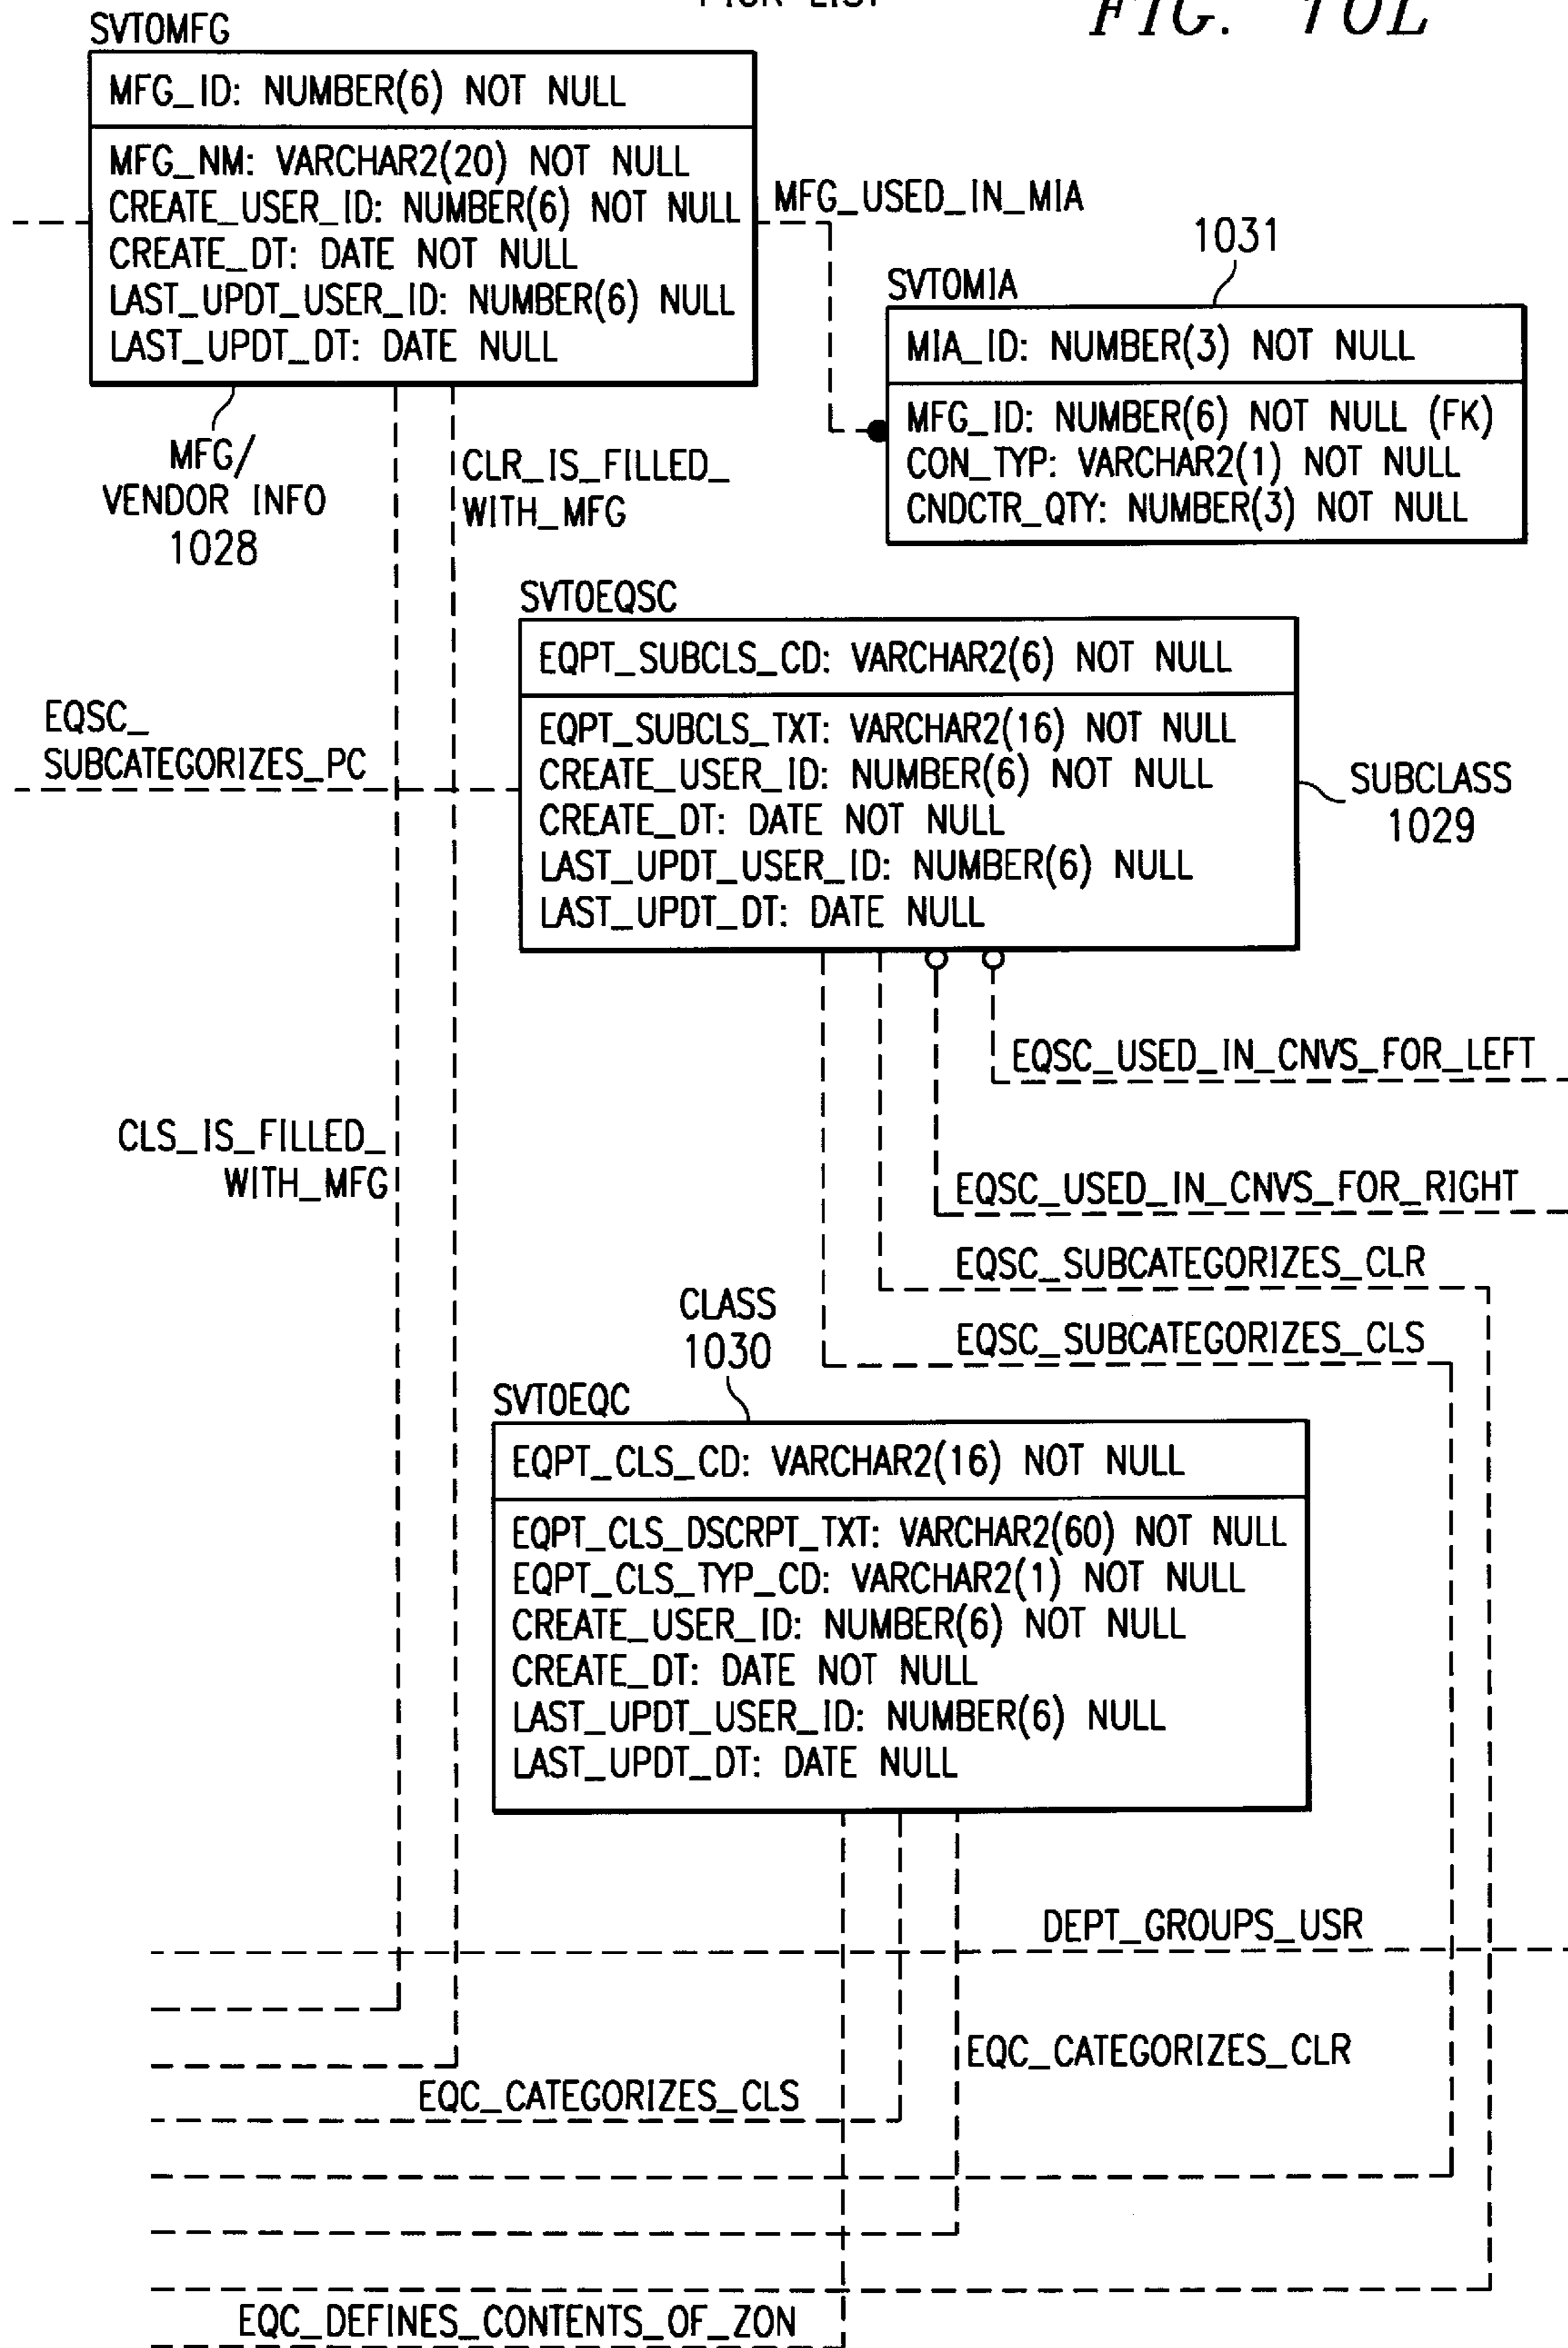 FIG. 10L
SVT0MFG
MFG_ID: NUMBER(6) NOT NULL
MFG_NM: VARCHAR2(20) NOT NULL
CREATE_USER_ID: NUMBER(6) NOT NULL
CREATE_DT: DATE NOT NULL
LAST_UPDT_USER_ID: NUMBER(6) NULL
LAST_UPDT_DT: DATE NULL
MFG_USED_IN_MIA
1031
SVT0MIA
MIA_ID: NUMBER(3) NOT NULL
MFG_ID: NUMBER(6) NOT NULL (FK)
CON_TYP: VARCHAR2(1) NOT NULL
CNDCTR_QTY: NUMBER(3) NOT NULL
MFG/
VENDOR INFO
1028
CLR_IS_FILLED_
WITH_MFG
SVT0EQSC
EQPT_SUBCLS_CD: VARCHAR2(6) NOT NULL
EQPT_SUBCLS_TXT: VARCHAR2(16) NOT NULL
CREATE_USER_ID: NUMBER(6) NOT NULL
CREATE_DT: DATE NOT NULL
LAST_UPDT_USER_ID: NUMBER(6) NULL
LAST_UPDT_DT: DATE NULL
EQSC_
SUBCATEGORIZES_PC
SUBCLASS
1029
EQSC_USED_IN_CNVS_FOR_LEFT
CLS_IS_FILLED_
WITH_MFG
EQSC_USED_IN_CNVS_FOR_RIGHT
EQSC_SUBCATEGORIZES_CLR
EQSC_SUBCATEGORIZES_CLS
CLASS
1030
SVT0EQC
EQPT_CLS_CD: VARCHAR2(16) NOT NULL
EQPT_CLS_DSCRPT_TXT: VARCHAR2(60) NOT NULL
EQPT_CLS_TYP_CD: VARCHAR2(1) NOT NULL
CREATE_USER_ID: NUMBER(6) NOT NULL
CREATE_DT: DATE NOT NULL
LAST_UPDT_USER_ID: NUMBER(6) NULL
LAST_UPDT_DT: DATE NULL
DEPT_GROUPS_USR
EQC_CATEGORIZES_CLR
EQC_CATEGORIZES_CLS
EQC_DEFINES_CONTENTS_OF_ZON